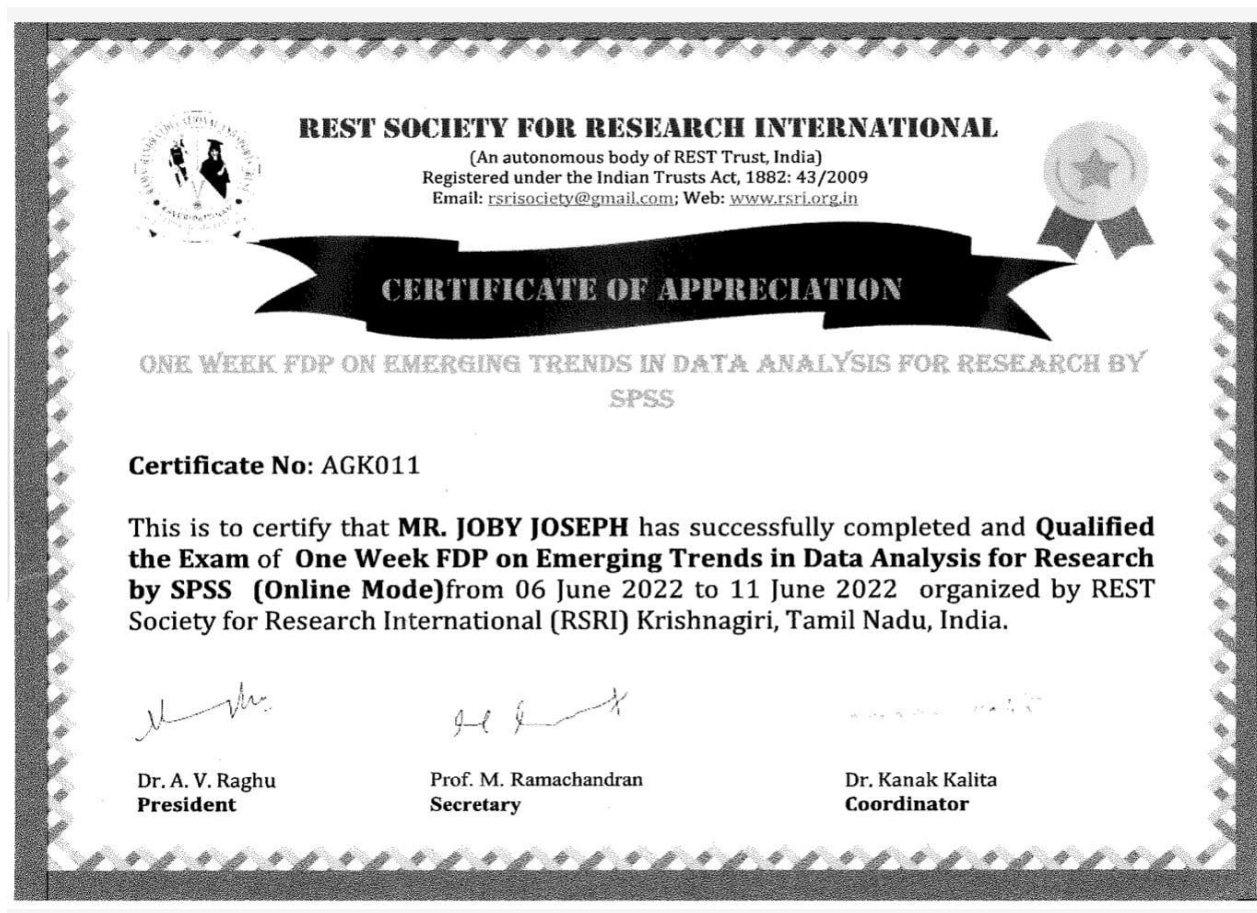 REST SOCIETY FOR RESEARCH INTERNATIONAL
(An autonomous body of REST Trust, India)
Registered under the Indian Trusts Act, 1882: 43/2009
Email: rsrisociety@gmail.com; Web: www.rsri.org.in
CERTIFICATE OF APPRECIATION
ONE WEEK FDP ON EMERGING TRENDS IN DATA ANALYSIS FOR RESEARCH BY
SPSS
Certificate No: AGK011
This is to certify that MR. JOBY JOSEPH has successfully completed and Qualified
the Exam of One Week FDP on Emerging Trends in Data Analysis for Research
by SPSS (Online Mode)from 06 June 2022 to 11 June 2022 organized by REST
Society for Research International (RSRI) Krishnagiri, Tamil Nadu, India.
Dr. A. V. Raghu
President
Prof. M. Ramachandran
Secretary
Dr. Kanak Kalita
Coordinator